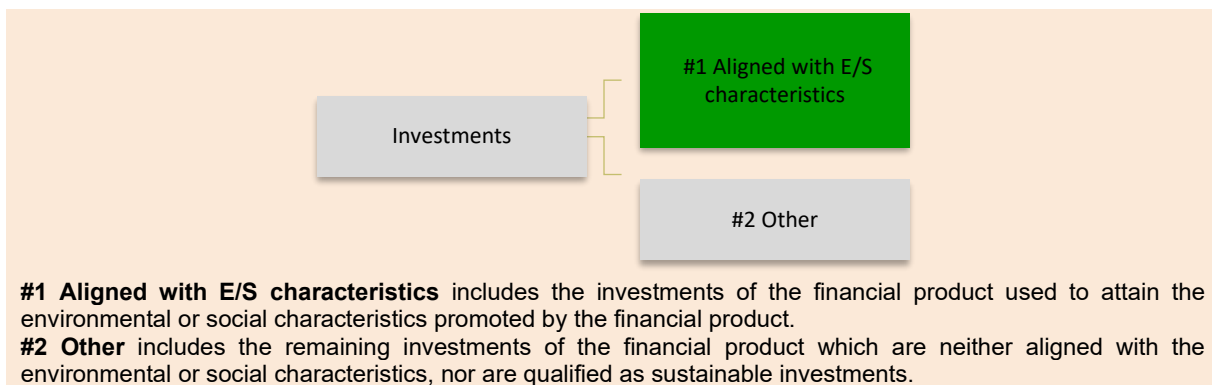 #1 Aligned with E/S
characteristics
Investments
#2 Other
#1 Aligned with E/S characteristics includes the investments of the financial product used to attain the
environmental or social characteristics promoted by the financial product.
#2 Other includes the remaining investments of the financial product which are neither aligned with the
environmental or social characteristics, nor are qualified as sustainable investments.